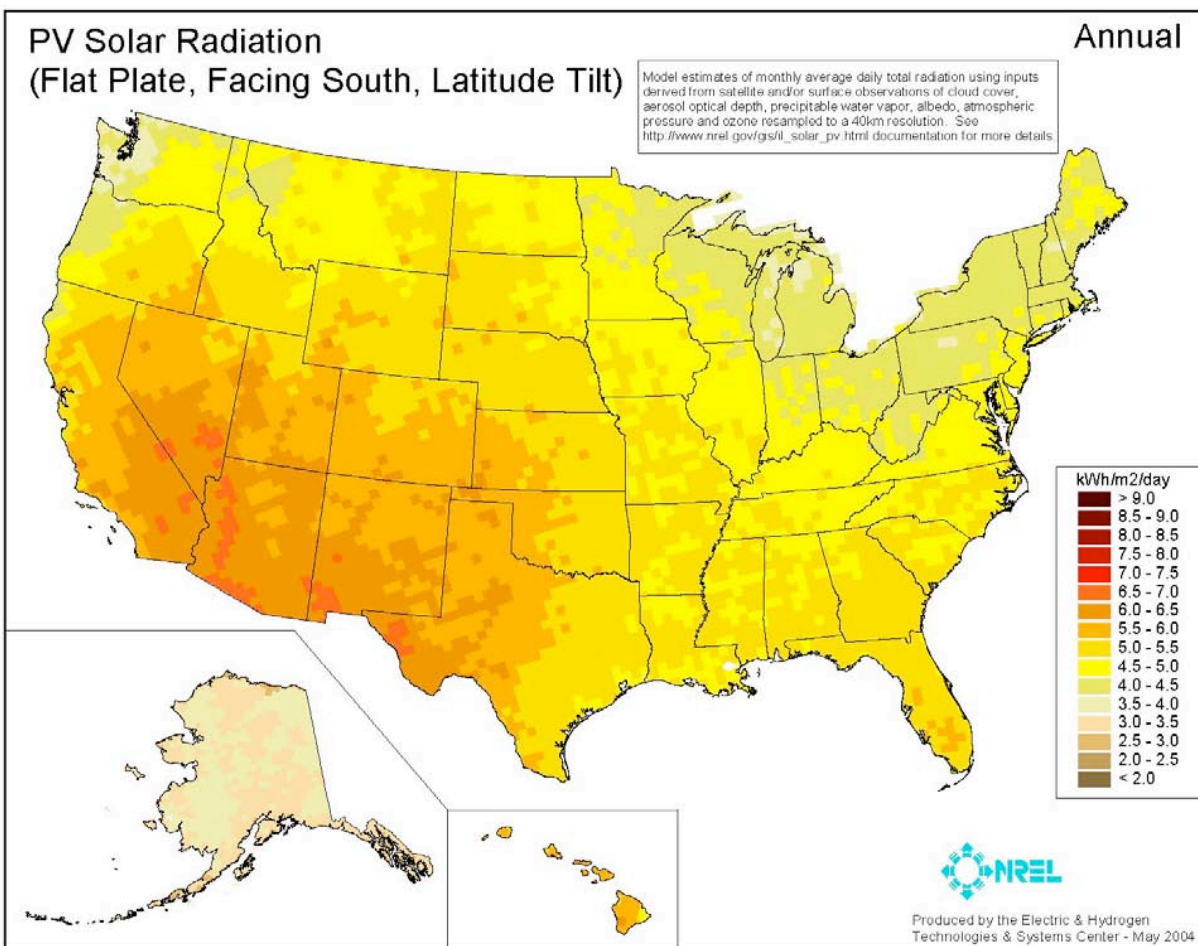 PV Solar Radiation
(Flat Plate, Facing South, Latitude Tilt)
Annual
Model estimates of monthly average daily total radiation using inputs
derived from satellite and/or surface observations of cloud cover,
aerosol optical depth, precipitable water vapor, albedo, atmospheric
pressure and ozone resampled to a 40km resolution. See
http://www.nrel.gov/gis/il_solar_pv.html documentation for more details.
kWh/m2/day
> 9.0
8.5 - 9.0
8.0 - 8.5
7.5 - 8.0
7.0 - 7.5
6.5 - 7.0
6.0 - 6.5
5.5 - 6.0
5.0 - 5.5
4.5 - 5.0
4.0 - 4.5
3.5 - 4.0
3.0 - 3.5
2.5 - 3.0
2.0 - 2.5
< 2.0
NREL
Produced by the Electric & Hydrogen
Technologies & Systems Center - May 2004